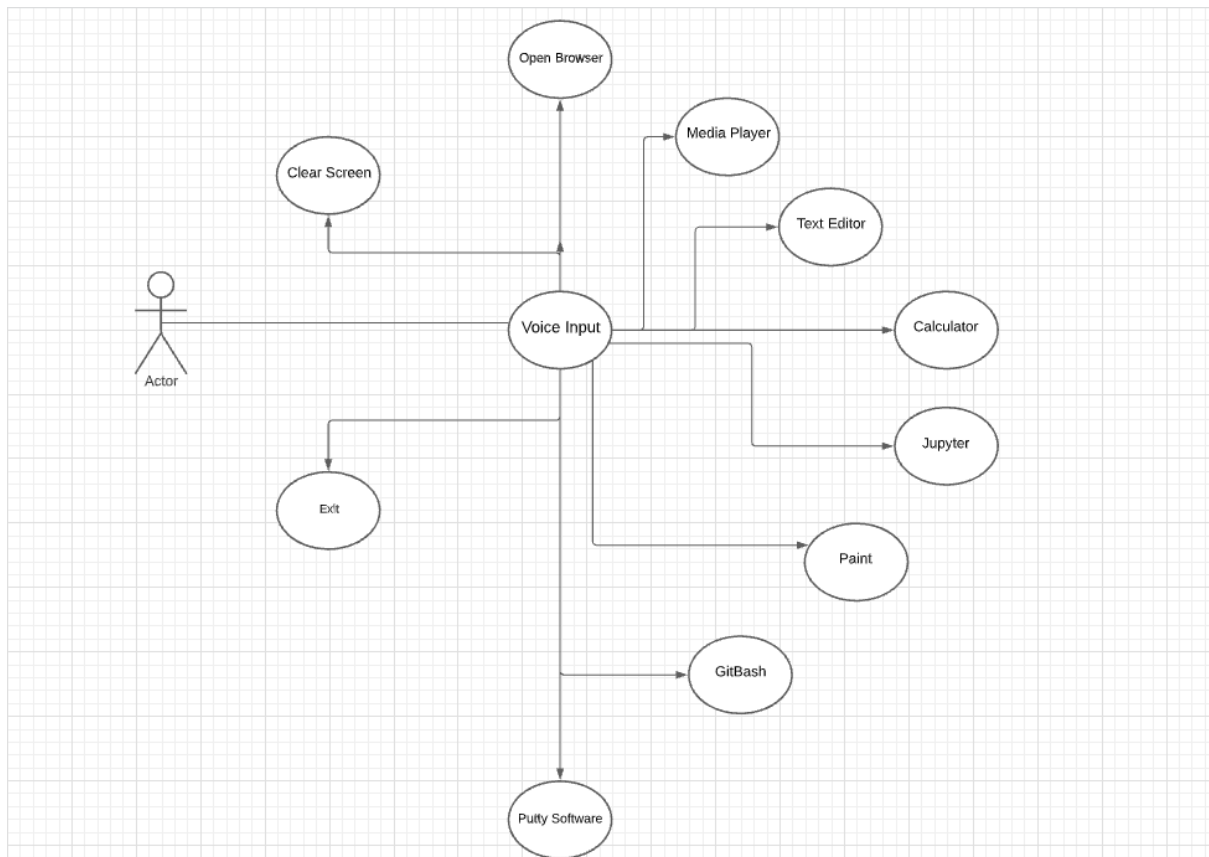 Open Browser
Media Player
Clear Screen
Text Editor
Voice Input
Calculator
Actor
Jupyter
Exit
Paint
GitBash
Putty Software